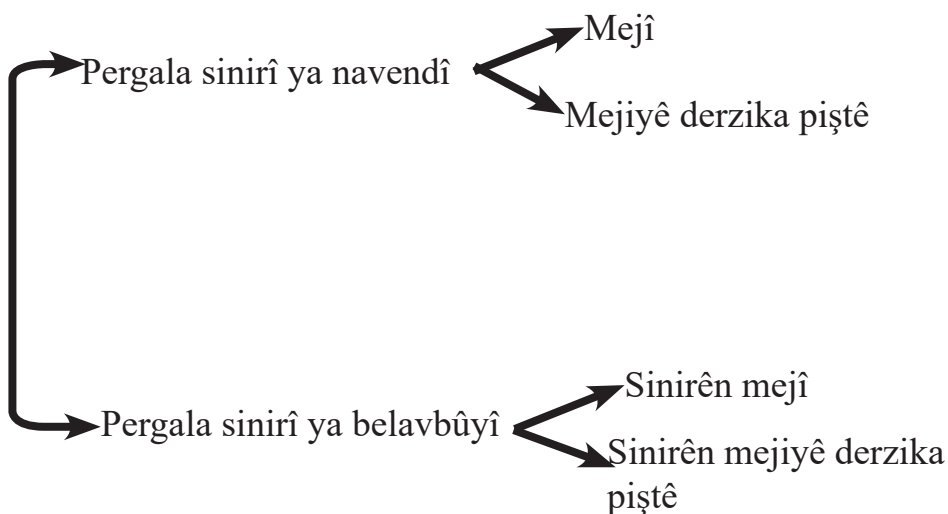 Mejî
Pergala sinirî ya navendî
Mejiyê derzika piştê
Sinirên mejî
Pergala sinirî ya belavbûyî
Sinirên mejiyê derzika
piştê